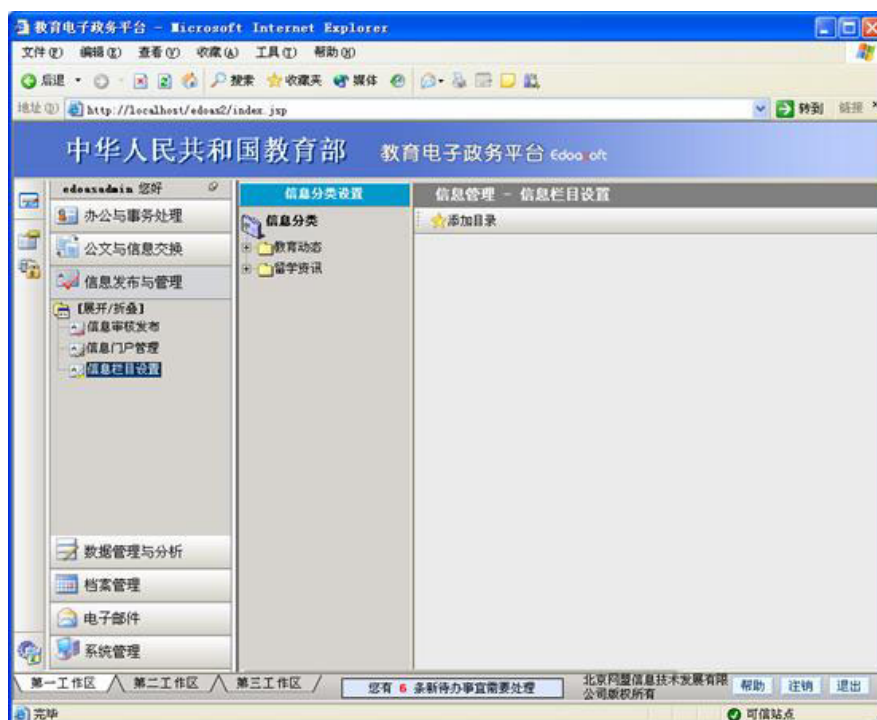 教育电子政务平台 - Microsoft Internet Explorer
文件(F) 编辑(E) 查看(V) 收藏(A) 工具(T) 帮助(H)
后退 搜索 收藏夹 媒体
地址(D) http://localhost/edoas2/index.jsp 转到 链接 »
中华人民共和国教育部 教育电子政务平台 Edoasoft
edoasadmin 您好
办公与事务处理
公文与信息交换
信息发布与管理
【展开/折叠】
信息审核发布
信息门户管理
信息栏目设置
数据管理与分析
档案管理
电子邮件
系统管理
信息分类设置
信息分类
教育动态
留学资讯
信息管理 - 信息栏目设置
添加目录
第一工作区 第二工作区 第三工作区
您有 6 条新待办事宜需要处理
北京网盟信息技术发展有限
公司版权所有
帮助 注销 退出
完毕 可信站点